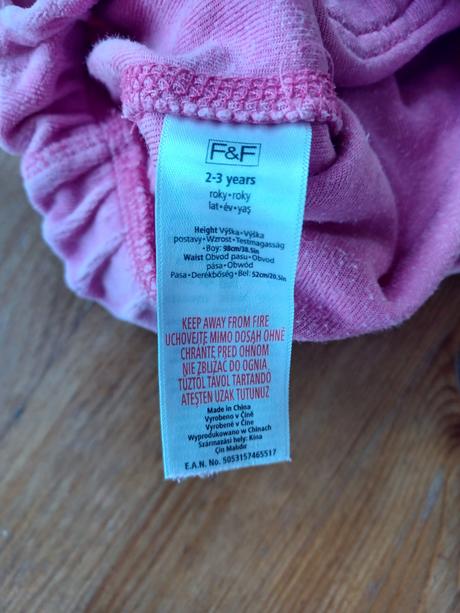 F&F
2-3 years
roky•roky
lat•év•yaş
Height Výška•Výška
postavy•Wzrost•Testmagasság
•Boy: 98cm/38.5in
Waist Obvod pasu•Obvod
pása•Obwód
Pasa•Derékbőség•Bel: 52cm/20.5in
KEEP AWAY FROM FIRE
UCHOVEJTE MIMO DOSAH OHNĚ
CHRÁNTE PRED OHŇOM
NIE ZBLIŻAĆ DO OGNIA
TŰZTŐL TÁVOL TARTANDÓ
ATEŞTEN UZAK TUTUNUZ
Made in China
Vyrobeno v Číně
Vyrobené v Číne
Wyprodukowano w Chinach
Származási hely: Kína
Çin Malıdır
E.A.N. No. 5053157465517